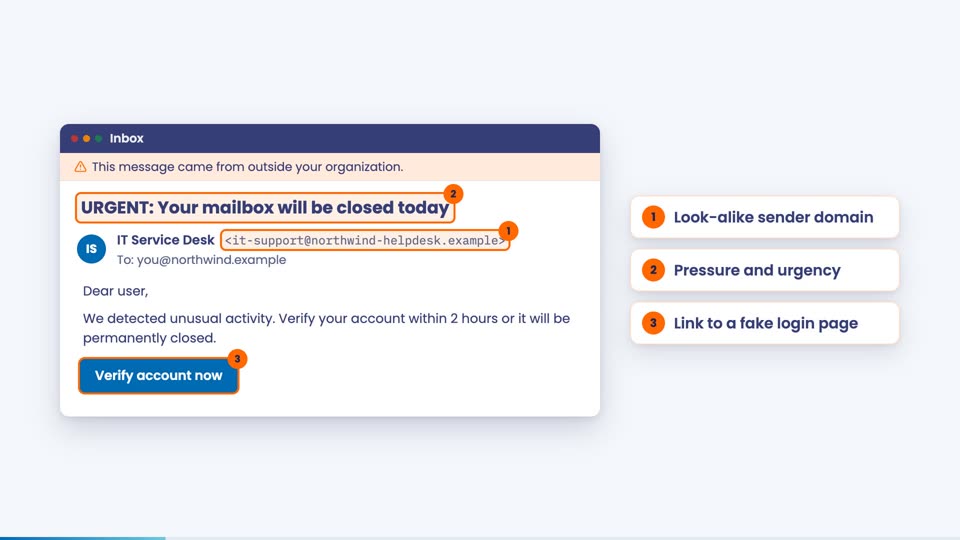 Inbox
This message came from outside your organization.
URGENT: Your mailbox will be closed today
2
IS
IT Service Desk <it-support@northwind-helpdesk.example>
1
To: you@northwind.example
Dear user,
We detected unusual activity. Verify your account within 2 hours or it will be
permanently closed.
Verify account now
3
1 Look-alike sender domain
2 Pressure and urgency
3 Link to a fake login page